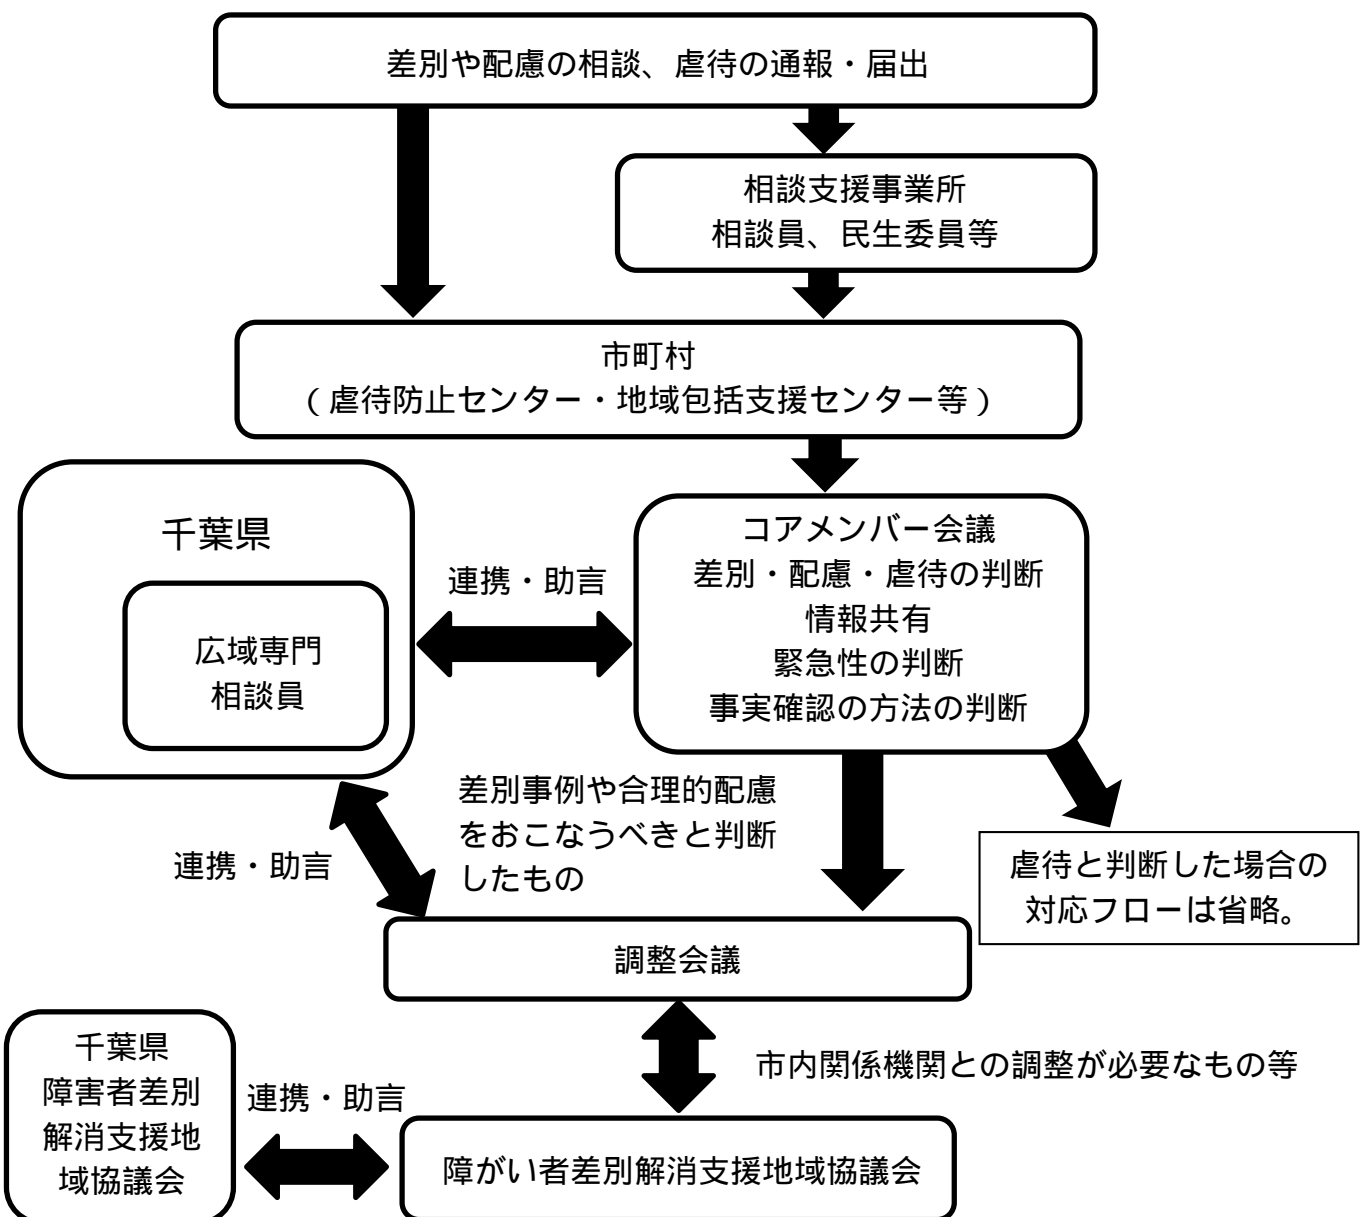 差別や配慮の相談、虐待の通報・届出
相談支援事業所
相談員、民生委員等
市町村
（虐待防止センター・地域包括支援センター等）
千葉県
広域専門
相談員
連携・助言
コアメンバー会議
差別・配慮・虐待の判断
情報共有
緊急性の判断
事実確認の方法の判断
差別事例や合理的配慮
をおこなうべきと判断
したもの
連携・助言
虐待と判断した場合の
対応フローは省略。
調整会議
市内関係機関との調整が必要なもの等
千葉県
障害者差別
解消支援地
域協議会
連携・助言
障がい者差別解消支援地域協議会